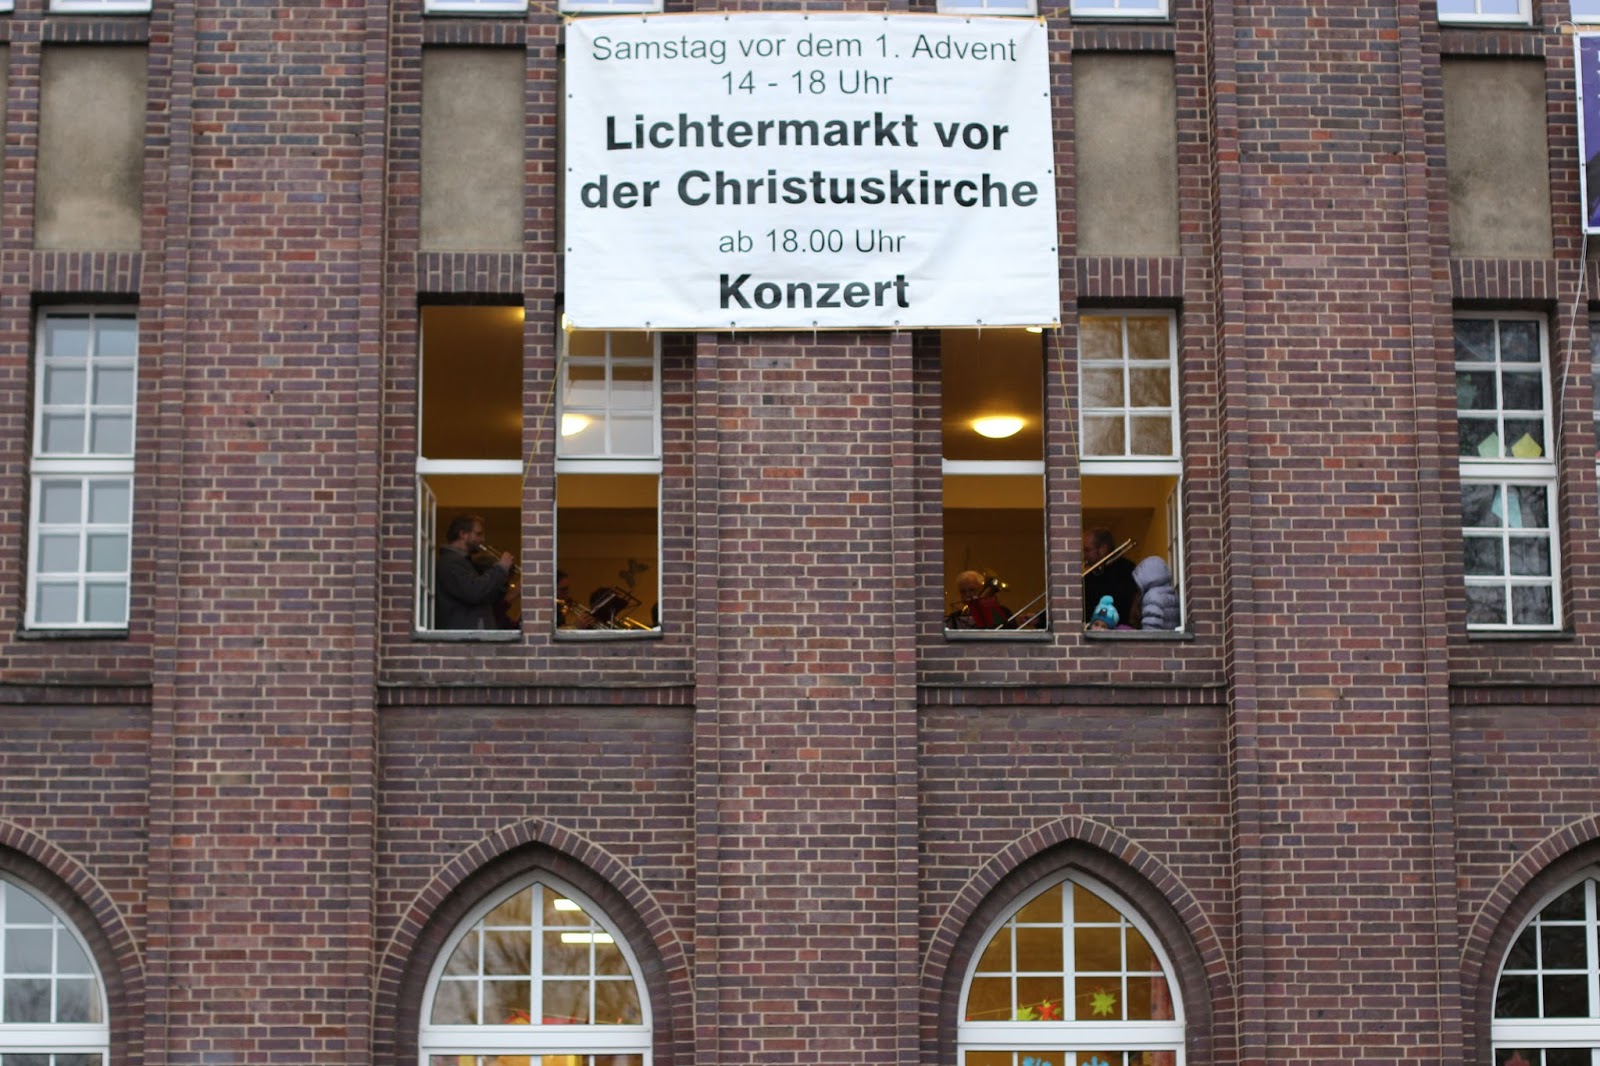 Samstag vor dem 1. Advent
14 - 18 Uhr
Lichtermarkt vor
der Christuskirche
ab 18.00 Uhr
Konzert